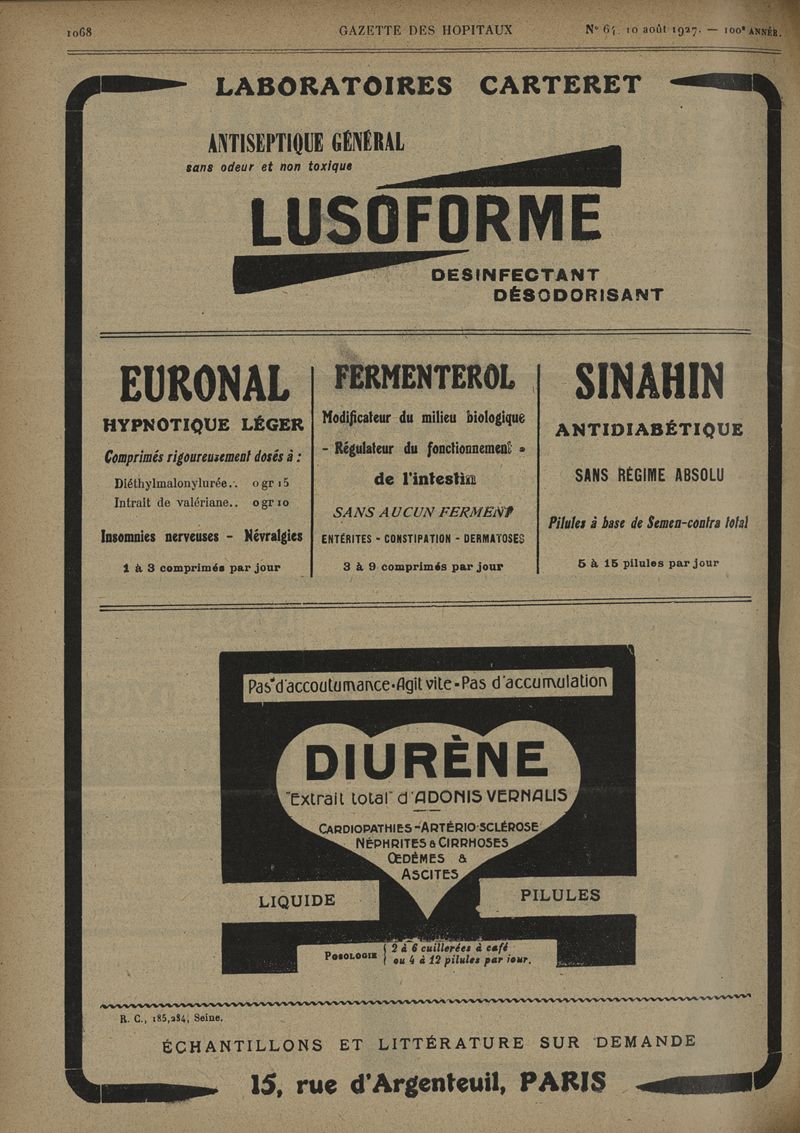 1068 GAZETTE DES HOPITAUX N° 64. 10 août 1927. — 100e ANNÉE.
LABORATOIRES CARTERET
ANTISEPTIQUE GÉNÉRAL
sans odeur et non toxique
LUSOFORME
DESINFECTANT
DÉSODORISANT
EURONAL
HYPNOTIQUE LÉGER
Comprimés rigoureusement dosés à :
Diéthylmalonylurée.. 0 gr 15
Intrait de valériane.. 0 gr 10
Insomnies nerveuses - Névralgies
1 à 3 comprimés par jour
FERMENTEROL
Modificateur du milieu biologique
- Régulateur du fonctionnement -
de l'intestin
SANS AUCUN FERMENT
ENTÉRITES - CONSTIPATION - DERMATOSES
3 à 9 comprimés par jour
SINAHIN
ANTIDIABÉTIQUE
SANS RÉGIME ABSOLU
Pilules à base de Semen-contra total
5 à 15 pilules par jour
Pas d'accoutumance-Agit vite-Pas d'accumulation
DIURÈNE
"Extrait total" d'ADONIS VERNALIS
CARDIOPATHIES-ARTÉRIO-SCLÉROSE
NÉPHRITES & CIRRHOSES
ŒDÈMES &
ASCITES
LIQUIDE PILULES
POSOLOGIE { 2 à 6 cuillerées à café
ou 4 à 12 pilules par jour.
R. C., 185,284, Seine.
ÉCHANTILLONS ET LITTÉRATURE SUR DEMANDE
15, rue d'Argenteuil, PARIS